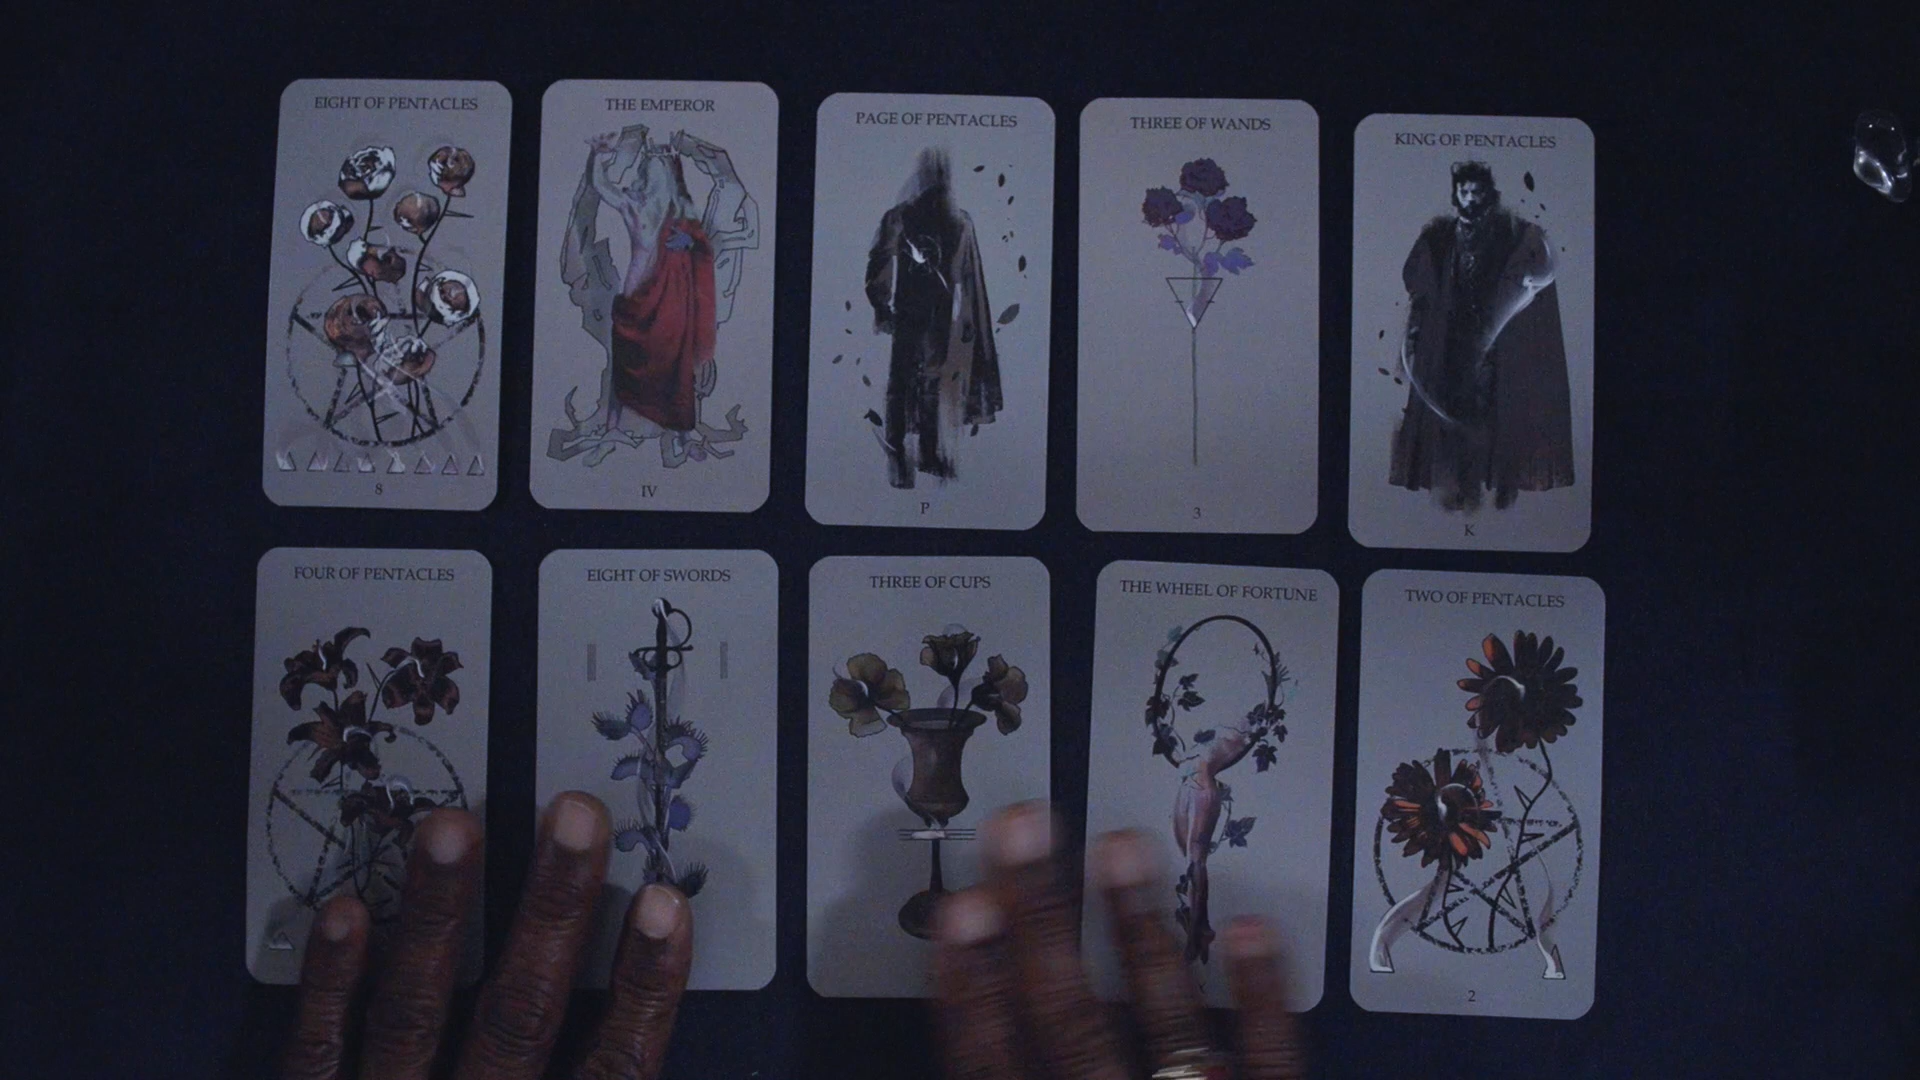 EIGHT OF PENTACLES
THE EMPEROR
PAGE OF PENTACLES
THREE OF WANDS
KING OF PENTACLES
8
IV
P
3
K
FOUR OF PENTACLES
EIGHT OF SWORDS
THREE OF CUPS
THE WHEEL OF FORTUNE
TWO OF PENTACLES
2